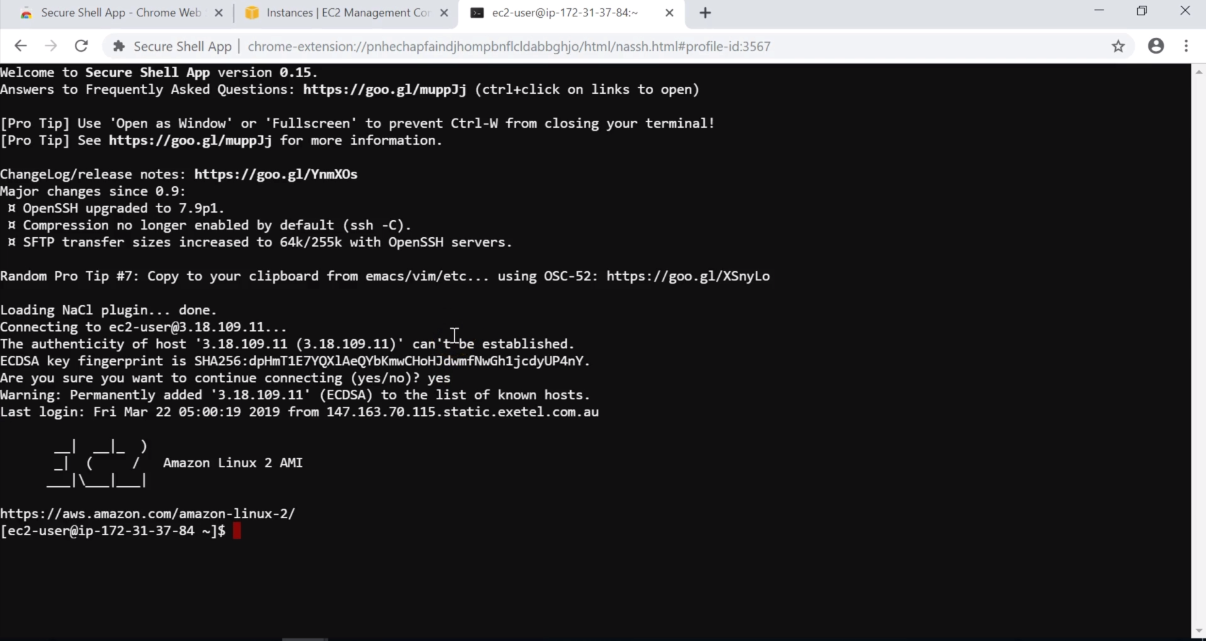 Secure Shell App - Chrome Web
Instances | EC2 Management Con
ec2-user@ip-172-31-37-84:~
Secure Shell App | chrome-extension://pnhechapfaindjhompbnflcldabbghjo/html/nassh.html#profile-id:3567
Welcome to Secure Shell App version 0.15.
Answers to Frequently Asked Questions: https://goo.gl/muppJj (ctrl+click on links to open)
[Pro Tip] Use 'Open as Window' or 'Fullscreen' to prevent Ctrl-W from closing your terminal!
[Pro Tip] See https://goo.gl/muppJj for more information.
ChangeLog/release notes: https://goo.gl/YnmXOs
Major changes since 0.9:
¤ OpenSSH upgraded to 7.9p1.
¤ Compression no longer enabled by default (ssh -C).
¤ SFTP transfer sizes increased to 64k/255k with OpenSSH servers.
Random Pro Tip #7: Copy to your clipboard from emacs/vim/etc... using OSC-52: https://goo.gl/XSnyLo
Loading NaCl plugin... done.
Connecting to ec2-user@3.18.109.11...
The authenticity of host '3.18.109.11 (3.18.109.11)' can't be established.
ECDSA key fingerprint is SHA256:dpHmT1E7YQXlAeQYbKmwCHoHJdwmfNwGh1jcdyUP4nY.
Are you sure you want to continue connecting (yes/no)? yes
Warning: Permanently added '3.18.109.11' (ECDSA) to the list of known hosts.
Last login: Fri Mar 22 05:00:19 2019 from 147.163.70.115.static.exetel.com.au
__|  __|_  )
_|  (     /   Amazon Linux 2 AMI
___|\___|___|
https://aws.amazon.com/amazon-linux-2/
[ec2-user@ip-172-31-37-84 ~]$